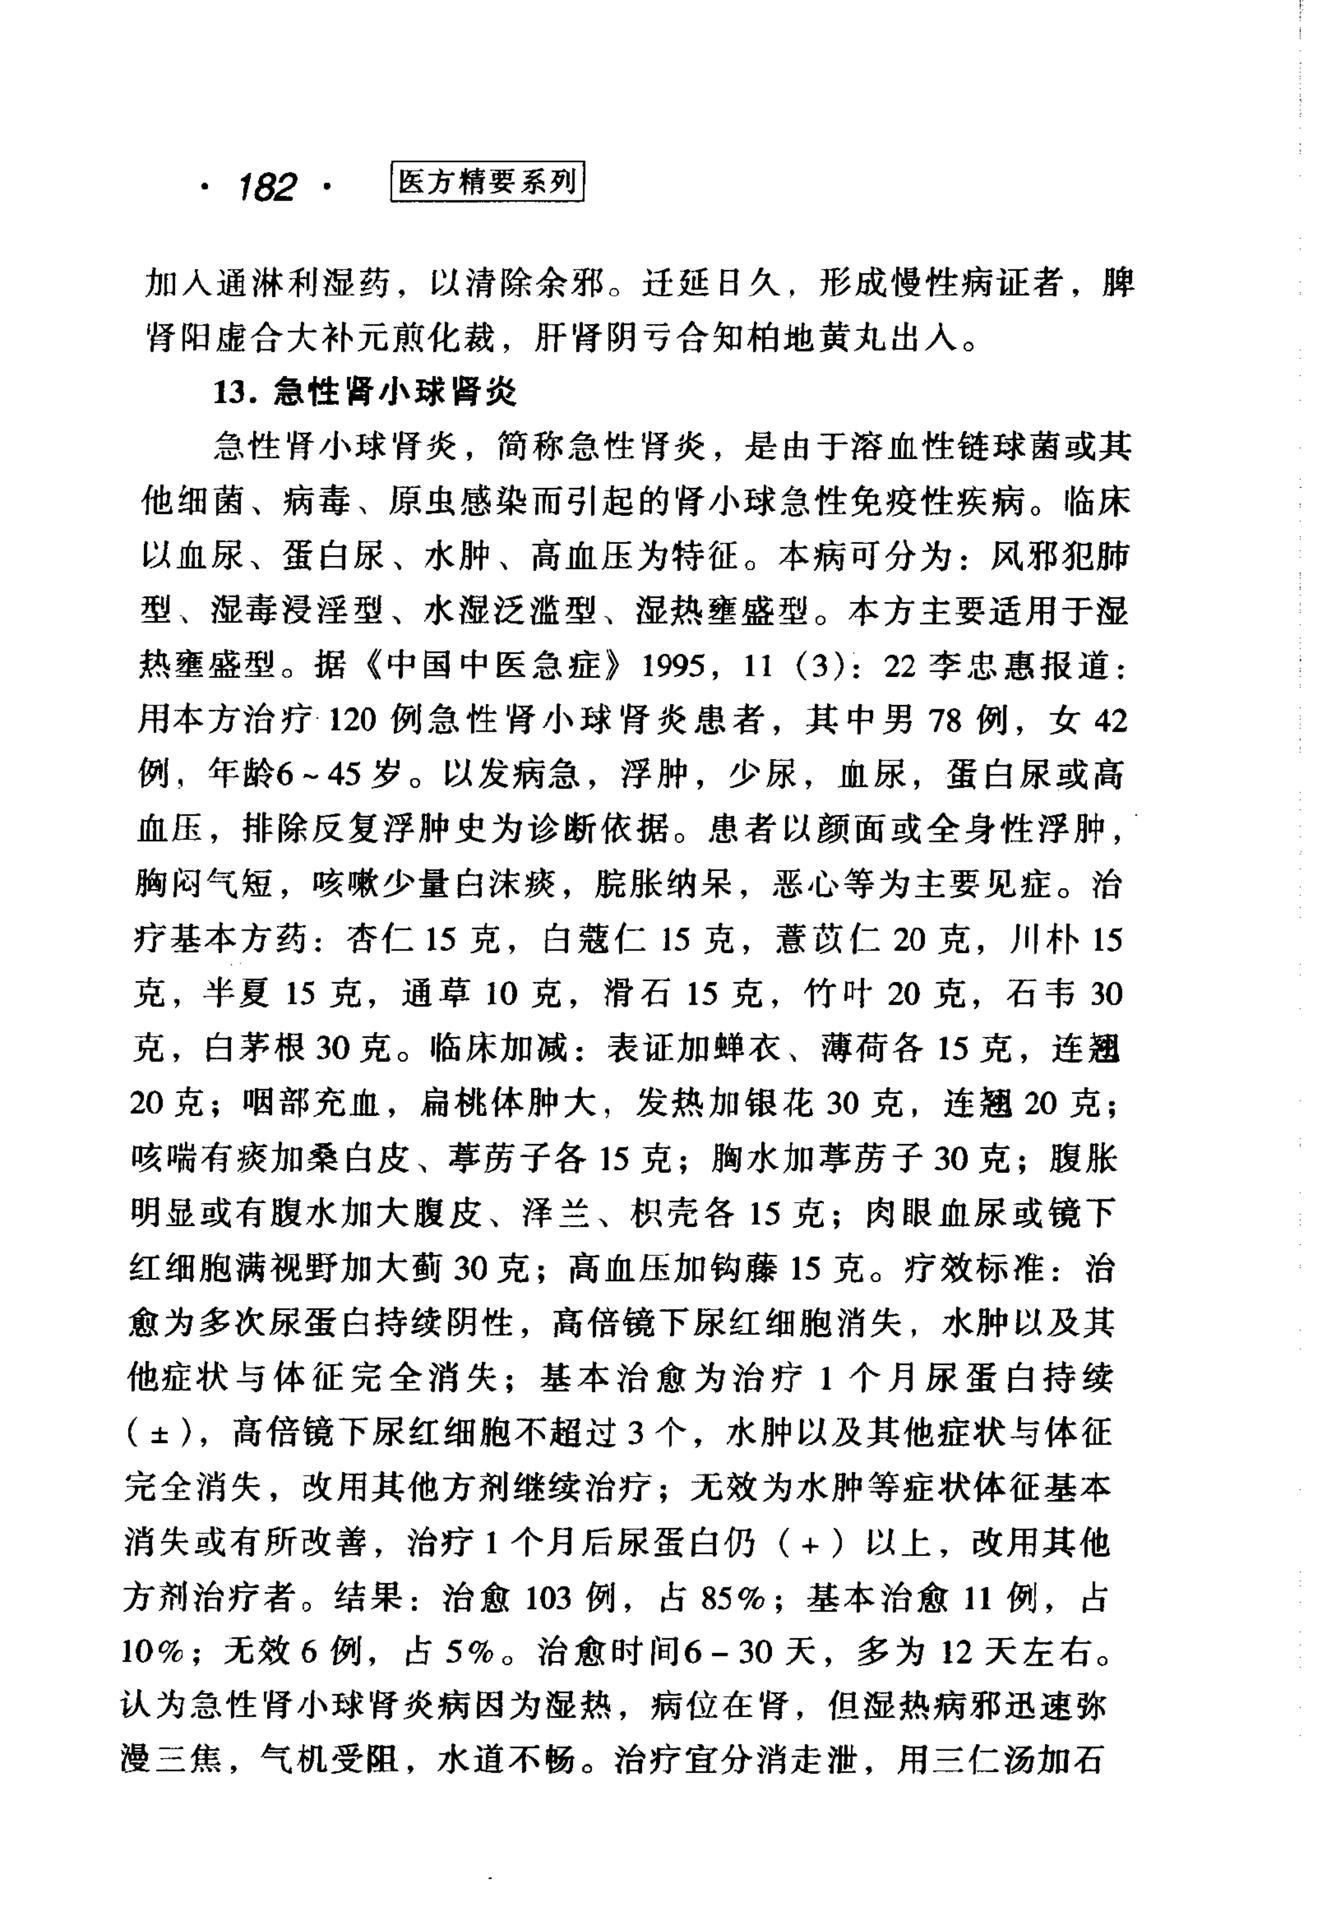 · 182 · 医方精要系列
加入通淋利湿药，以清除余邪。迁延日久，形成慢性病证者，脾
肾阳虚合大补元煎化裁，肝肾阴亏合知柏地黄丸出入。
13. 急性肾小球肾炎
急性肾小球肾炎，简称急性肾炎，是由于溶血性链球菌或其
他细菌、病毒、原虫感染而引起的肾小球急性免疫性疾病。临床
以血尿、蛋白尿、水肿、高血压为特征。本病可分为：风邪犯肺
型、湿毒浸淫型、水湿泛滥型、湿热壅盛型。本方主要适用于湿
热壅盛型。据《中国中医急症》1995，11（3）：22 李忠惠报道：
用本方治疗 120 例急性肾小球肾炎患者，其中男 78 例，女 42
例，年龄6～45 岁。以发病急，浮肿，少尿，血尿，蛋白尿或高
血压，排除反复浮肿史为诊断依据。患者以颜面或全身性浮肿，
胸闷气短，咳嗽少量白沫痰，脘胀纳呆，恶心等为主要见症。治
疗基本方药：杏仁 15 克，白蔻仁 15 克，薏苡仁 20 克，川朴 15
克，半夏 15 克，通草 10 克，滑石 15 克，竹叶 20 克，石韦 30
克，白茅根 30 克。临床加减：表证加蝉衣、薄荷各 15 克，连翘
20 克；咽部充血，扁桃体肿大，发热加银花 30 克，连翘 20 克；
咳喘有痰加桑白皮、葶苈子各 15 克；胸水加葶苈子 30 克；腹胀
明显或有腹水加大腹皮、泽兰、枳壳各 15 克；肉眼血尿或镜下
红细胞满视野加大蓟 30 克；高血压加钩藤 15 克。疗效标准：治
愈为多次尿蛋白持续阴性，高倍镜下尿红细胞消失，水肿以及其
他症状与体征完全消失；基本治愈为治疗 1 个月尿蛋白持续
（±），高倍镜下尿红细胞不超过 3 个，水肿以及其他症状与体征
完全消失，改用其他方剂继续治疗；无效为水肿等症状体征基本
消失或有所改善，治疗 1 个月后尿蛋白仍（+）以上，改用其他
方剂治疗者。结果：治愈 103 例，占 85%；基本治愈 11 例，占
10%；无效 6 例，占 5%。治愈时间6－30 天，多为 12 天左右。
认为急性肾小球肾炎病因为湿热，病位在肾，但湿热病邪迅速弥
漫三焦，气机受阻，水道不畅。治疗宜分消走泄，用三仁汤加石